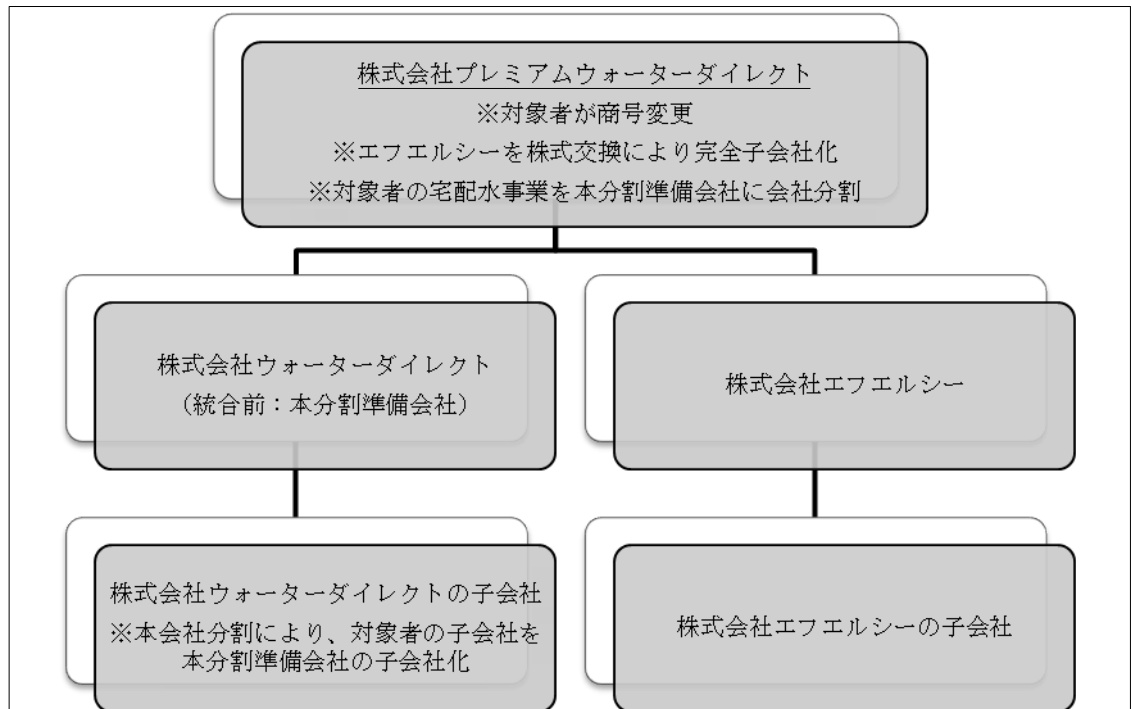 株式会社プレミアムウォーターダイレクト
※対象者が商号変更
※エフエルシーを株式交換により完全子会社化
※対象者の宅配水事業を本分割準備会社に会社分割
株式会社ウォーターダイレクト
（統合前：本分割準備会社）
株式会社エフエルシー
株式会社ウォーターダイレクトの子会社
※本会社分割により、対象者の子会社を
本分割準備会社の子会社化
株式会社エフエルシーの子会社